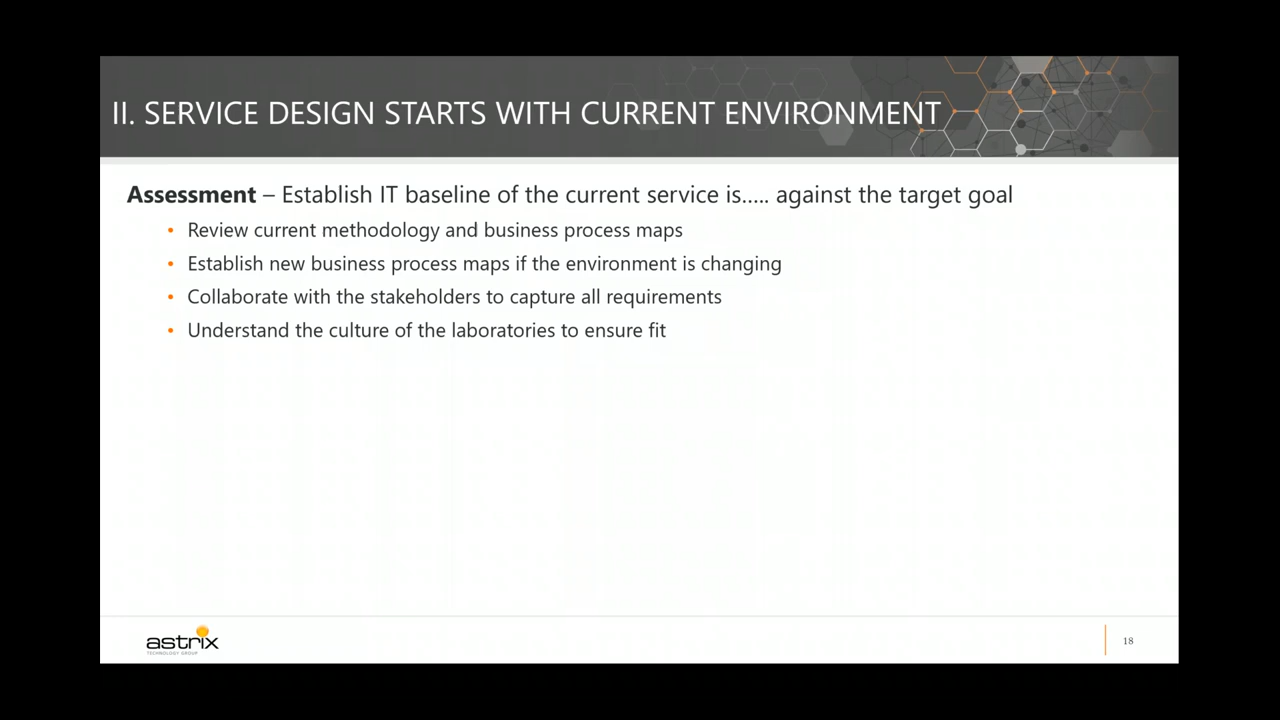 II. SERVICE DESIGN STARTS WITH CURRENT ENVIRONMENT
Assessment – Establish IT baseline of the current service is..... against the target goal
• Review current methodology and business process maps
• Establish new business process maps if the environment is changing
• Collaborate with the stakeholders to capture all requirements
• Understand the culture of the laboratories to ensure fit
astrix
TECHNOLOGY GROUP
18